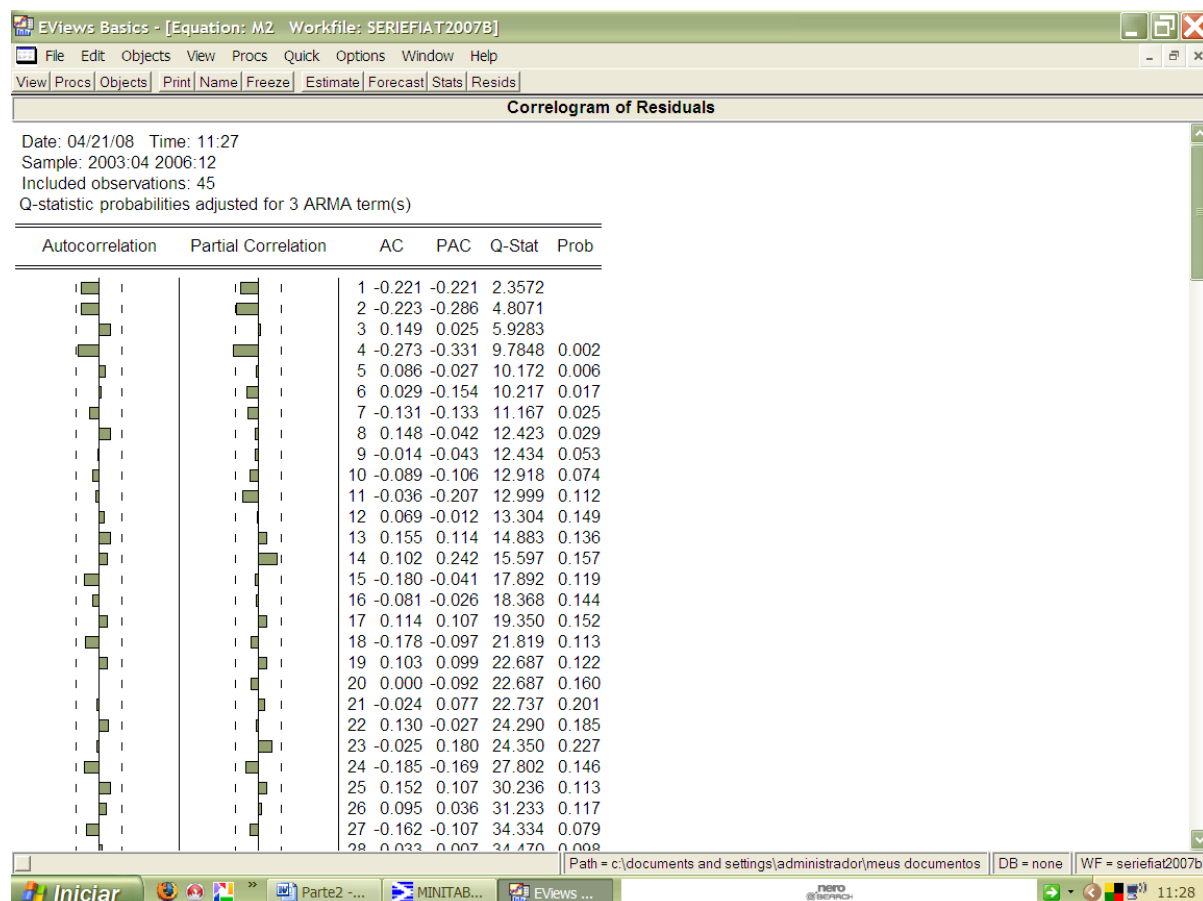 EViews Basics - [Equation: M2 Workfile: SERIEFIAT2007B]
File Edit Objects View Procs Quick Options Window Help
View Procs Objects Print Name Freeze Estimate Forecast Stats Resids
Correlogram of Residuals
Date: 04/21/08 Time: 11:27
Sample: 2003:04 2006:12
Included observations: 45
Q-statistic probabilities adjusted for 3 ARMA term(s)
Autocorrelation Partial Correlation AC PAC Q-Stat Prob
1 -0.221 -0.221 2.3572
2 -0.223 -0.286 4.8071
3 0.149 0.025 5.9283
4 -0.273 -0.331 9.7848 0.002
5 0.086 -0.027 10.172 0.006
6 0.029 -0.154 10.217 0.017
7 -0.131 -0.133 11.167 0.025
8 0.148 -0.042 12.423 0.029
9 -0.014 -0.043 12.434 0.053
10 -0.089 -0.106 12.918 0.074
11 -0.036 -0.207 12.999 0.112
12 0.069 -0.012 13.304 0.149
13 0.155 0.114 14.883 0.136
14 0.102 0.242 15.597 0.157
15 -0.180 -0.041 17.892 0.119
16 -0.081 -0.026 18.368 0.144
17 0.114 0.107 19.350 0.152
18 -0.178 -0.097 21.819 0.113
19 0.103 0.099 22.687 0.122
20 0.000 -0.092 22.687 0.160
21 -0.024 0.077 22.737 0.201
22 0.130 -0.027 24.290 0.185
23 -0.025 0.180 24.350 0.227
24 -0.185 -0.169 27.802 0.146
25 0.152 0.107 30.236 0.113
26 0.095 0.036 31.233 0.117
27 -0.162 -0.107 34.334 0.079
28 0.033 0.007 34.470 0.098
Path = c:\documents and settings\administrador\meus documentos DB = none WF = seriefiat2007b
Iniciar » Parte2 -... MINITAB... EViews ... nero SEARCH 11:28